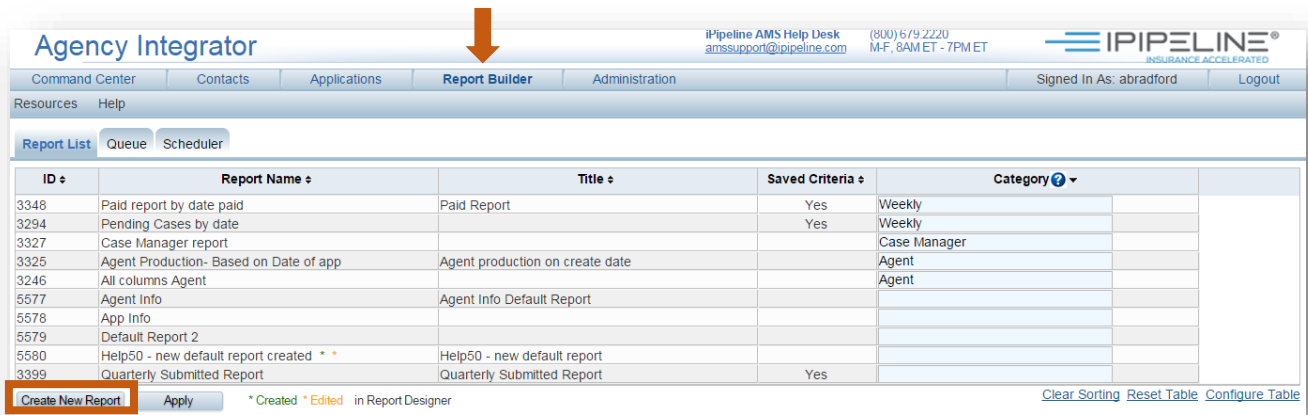 Agency Integrator
iPipeline AMS Help Desk (800) 679.2220
amssupport@ipipeline.com M-F, 8AM ET - 7PM ET
IPIPELINE®
INSURANCE ACCELERATED
Command Center Contacts Applications Report Builder Administration Signed In As: abradford Logout
Resources Help
Report List Queue Scheduler
ID Report Name Title Saved Criteria Category ?
3348 Paid report by date paid Paid Report Yes Weekly
3294 Pending Cases by date Yes Weekly
3327 Case Manager report Case Manager
3325 Agent Production- Based on Date of app Agent production on create date Agent
3246 All columns Agent Agent
5577 Agent Info Agent Info Default Report
5578 App Info
5579 Default Report 2
5580 Help50 - new default report created * * Help50 - new default report
3399 Quarterly Submitted Report Quarterly Submitted Report Yes
Create New Report Apply * Created * Edited in Report Designer Clear Sorting Reset Table Configure Table